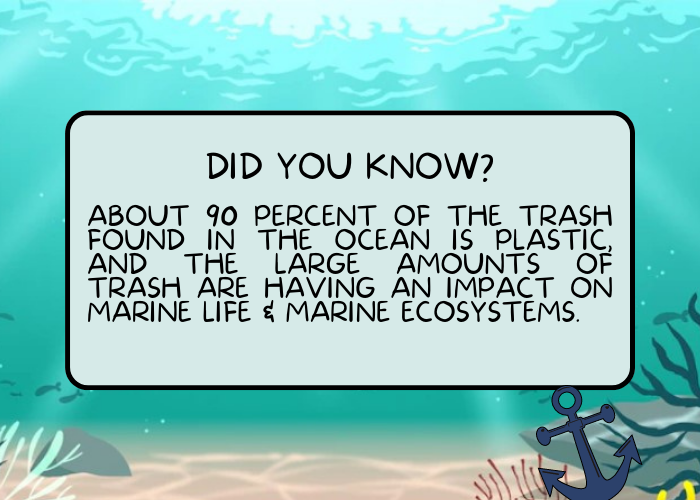 DID YOU KNOW?
ABOUT 90 PERCENT OF THE TRASH
FOUND IN THE OCEAN IS PLASTIC,
AND THE LARGE AMOUNTS OF
TRASH ARE HAVING AN IMPACT ON
MARINE LIFE & MARINE ECOSYSTEMS.